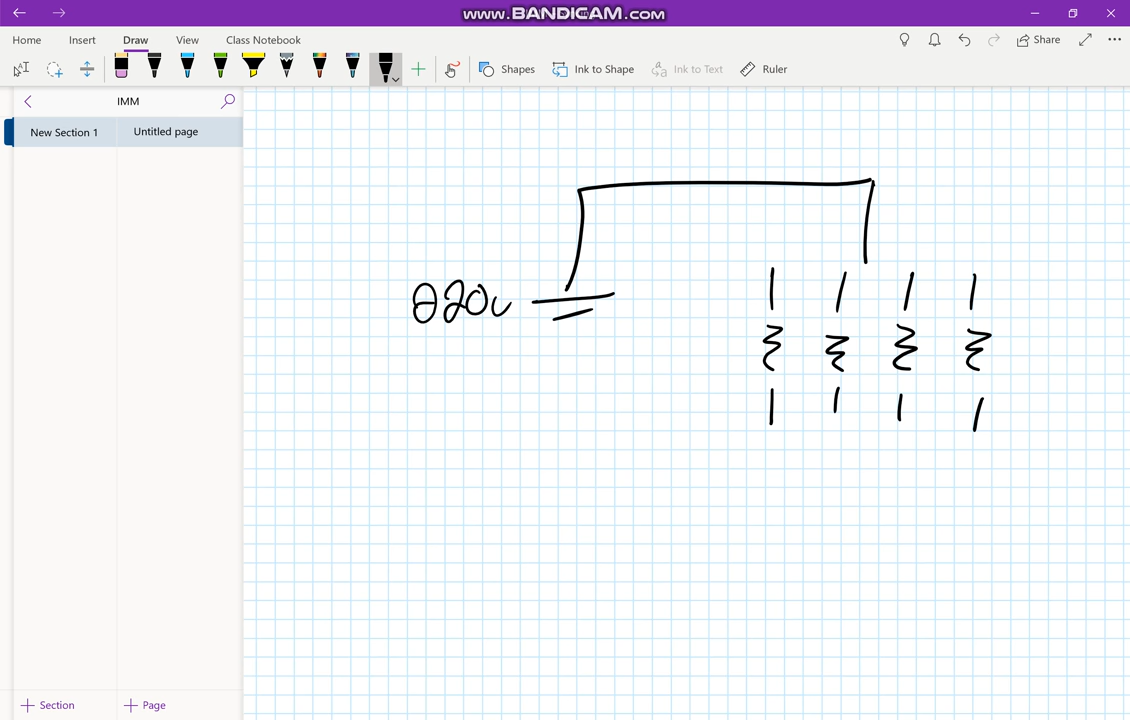 www.BANDICAM.com
Home Insert Draw View Class Notebook
Share
Shapes Ink to Shape Ink to Text Ruler
IMM
New Section 1 Untitled page
220v
Section Page